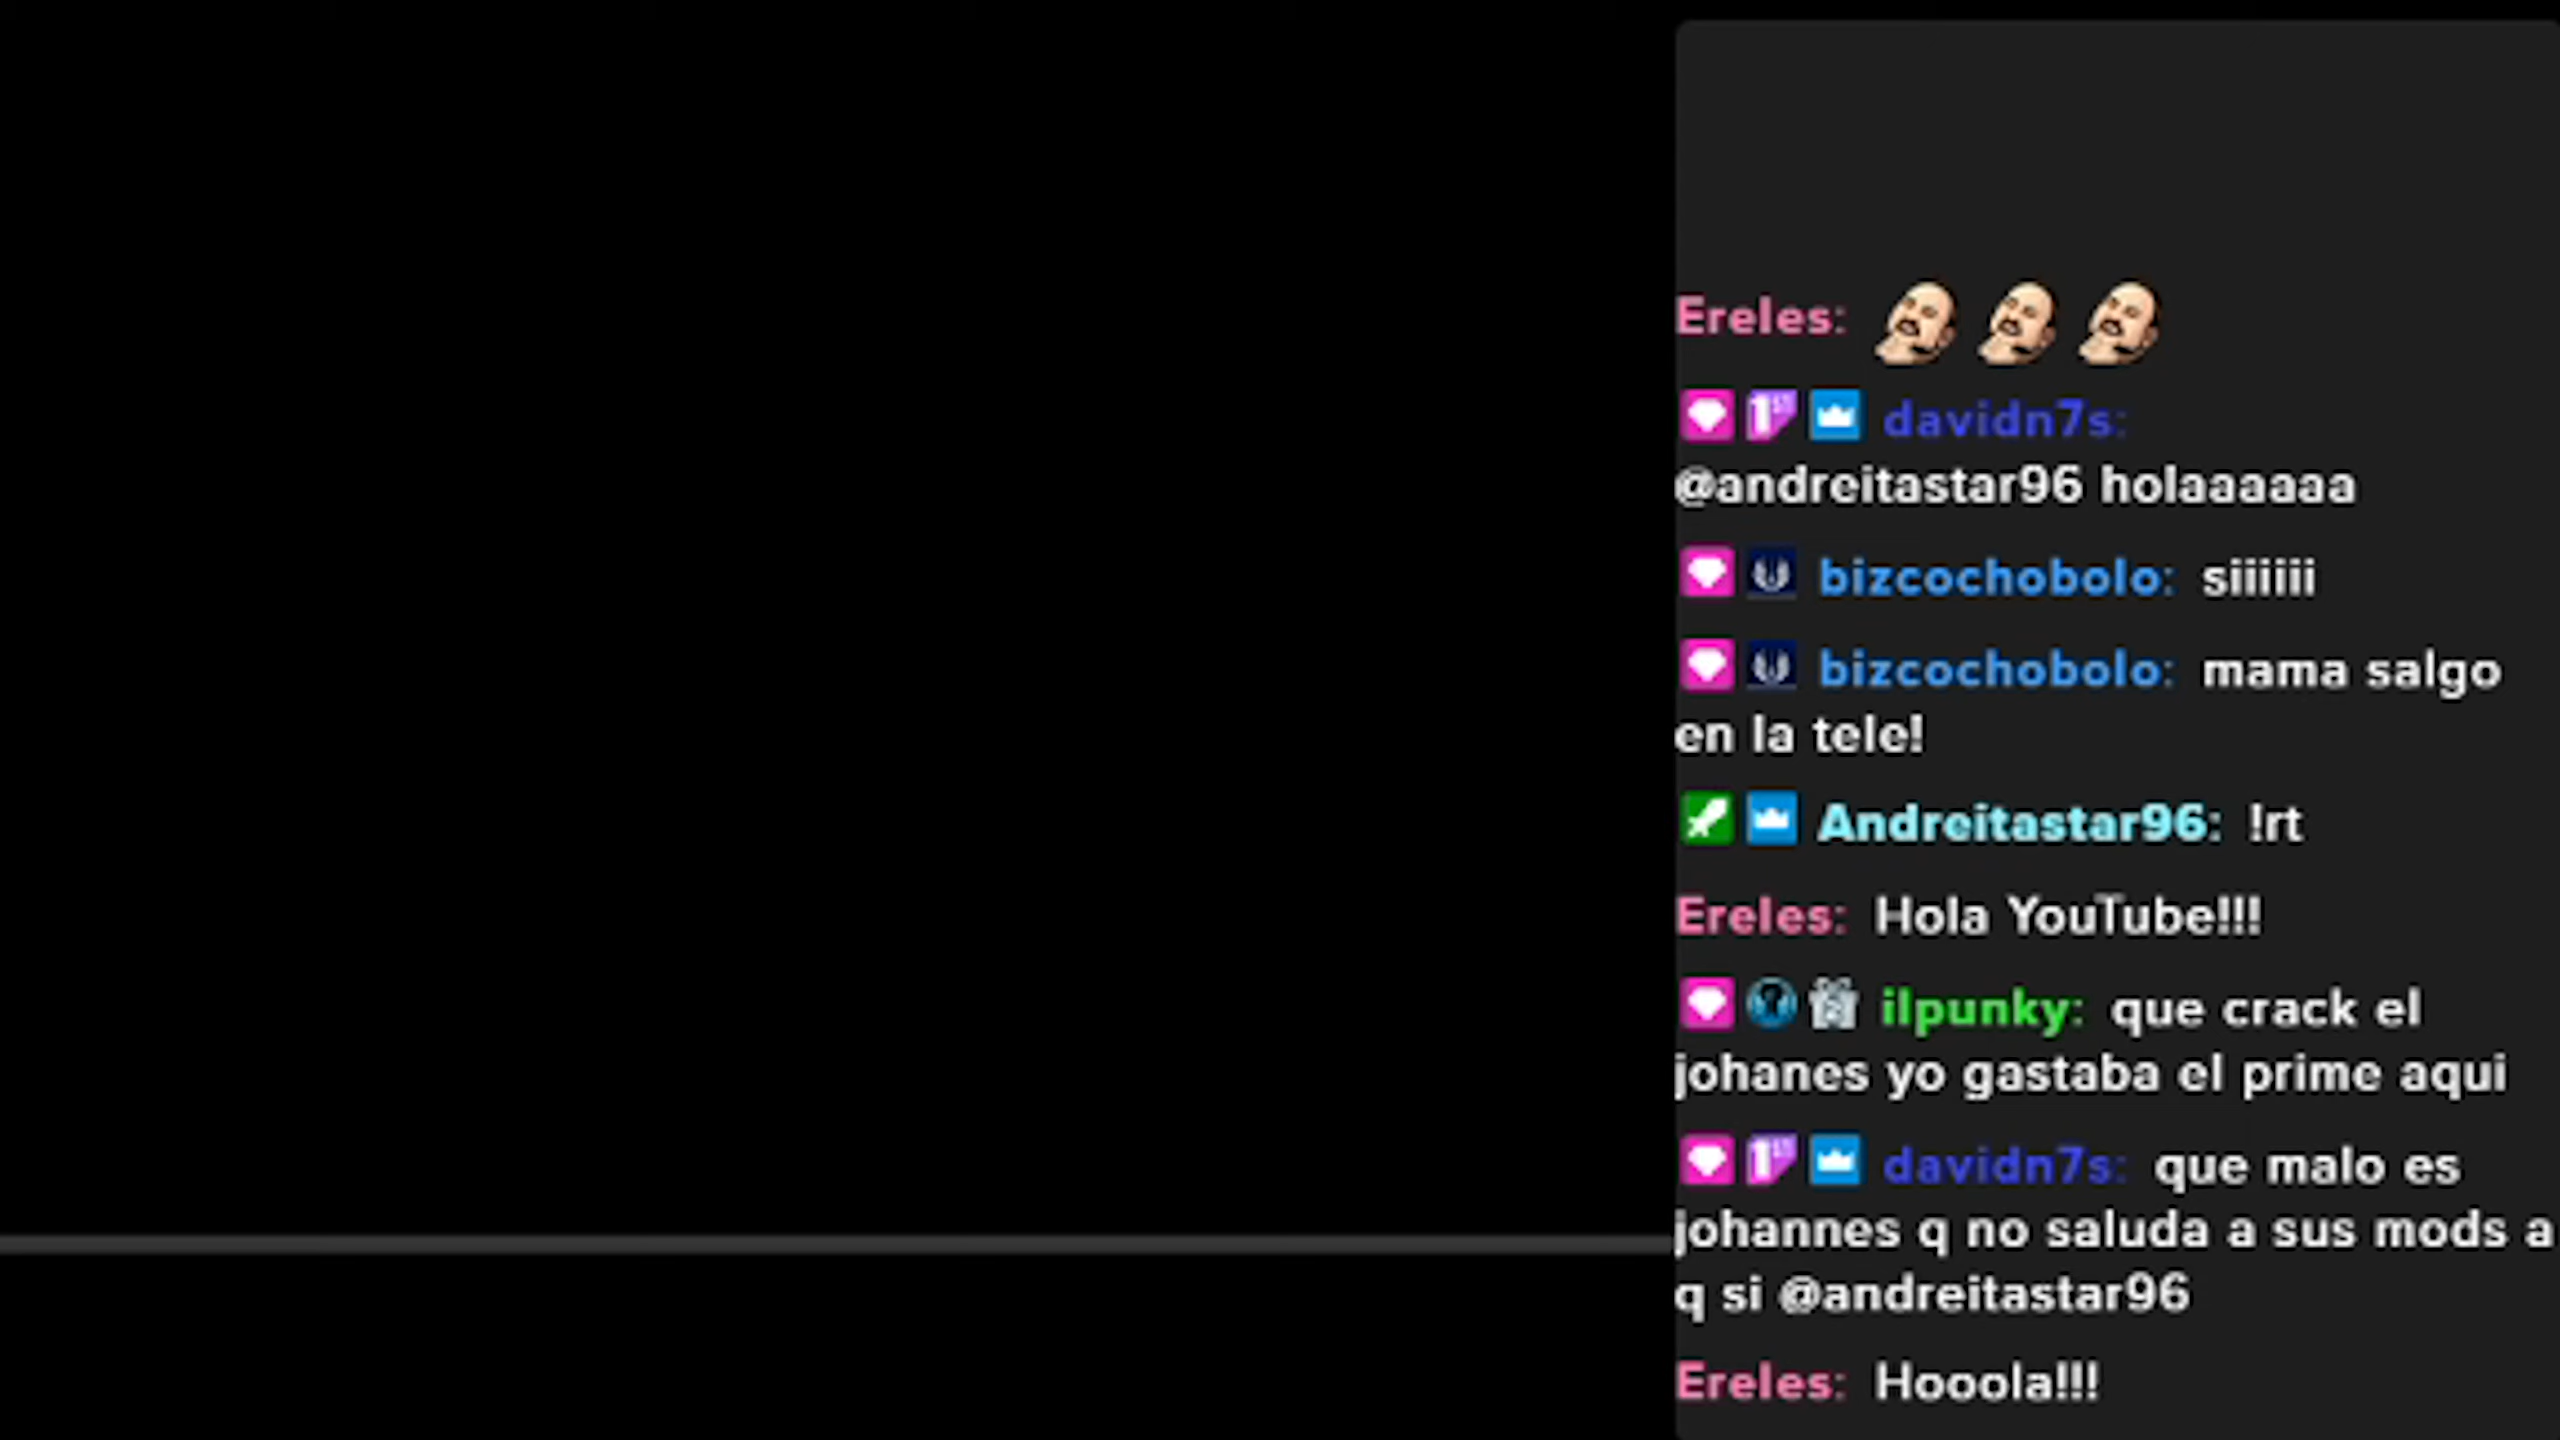 Ereles:
davidn7s:
@andreitastar96 holaaaaaa
bizcochobolo: siiiiii
bizcochobolo: mama salgo
en la tele!
Andreitastar96: !rt
Ereles: Hola YouTube!!!
ilpunky: que crack el
johanes yo gastaba el prime aqui
davidn7s: que malo es
johannes q no saluda a sus mods a
q si @andreitastar96
Ereles: Hooola!!!